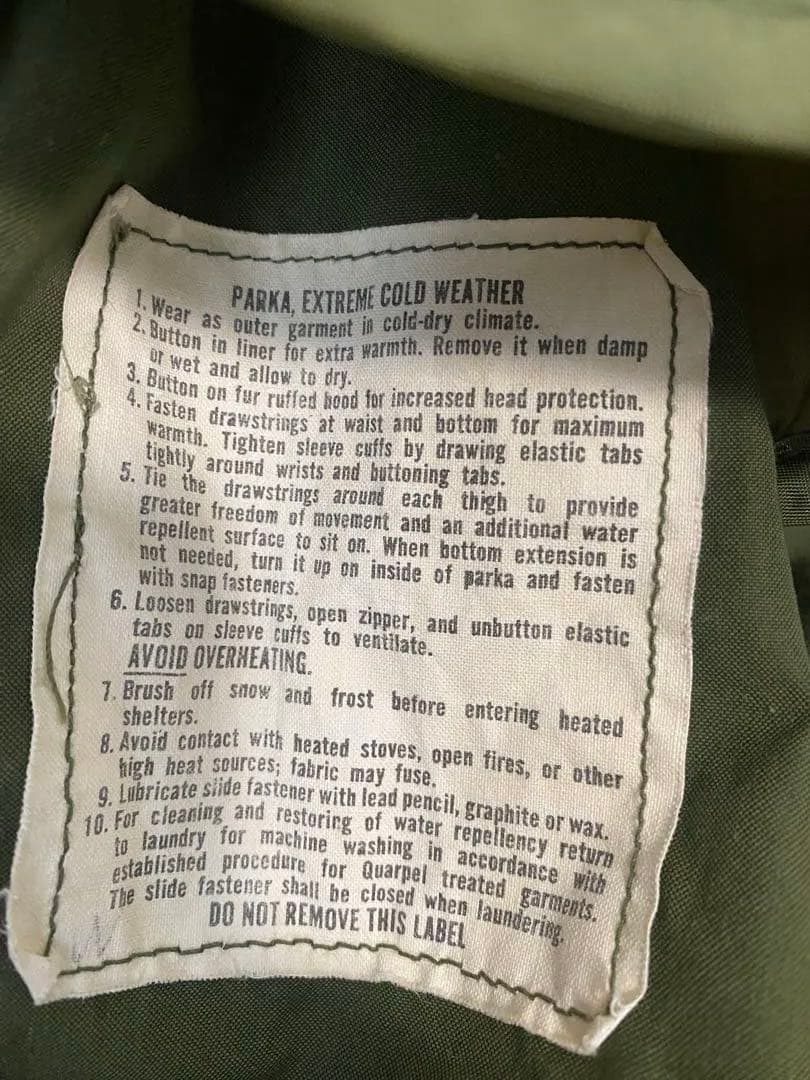 PARKA, EXTREME COLD WEATHER
1. Wear as outer garment in cold-dry climate.
2. Button in liner for extra warmth. Remove it when damp
or wet and allow to dry.
3. Button on fur ruffed hood for increased head protection.
4. Fasten drawstrings at waist and bottom for maximum
warmth. Tighten sleeve cuffs by drawing elastic tabs
tightly around wrists and buttoning tabs.
5. Tie the drawstrings around each thigh to provide
greater freedom of movement and an additional water
repellent surface to sit on. When bottom extension is
not needed, turn it up on inside of parka and fasten
with snap fasteners.
6. Loosen drawstrings, open zipper, and unbutton elastic
tabs on sleeve cuffs to ventilate.
AVOID OVERHEATING.
7. Brush off snow and frost before entering heated
shelters.
8. Avoid contact with heated stoves, open fires, or other
high heat sources; fabric may fuse.
9. Lubricate slide fastener with lead pencil, graphite or wax.
10. For cleaning and restoring of water repellency return
to laundry for machine washing in accordance with
established procedure for Quarpel treated garments.
The slide fastener shall be closed when laundering.
DO NOT REMOVE THIS LABEL